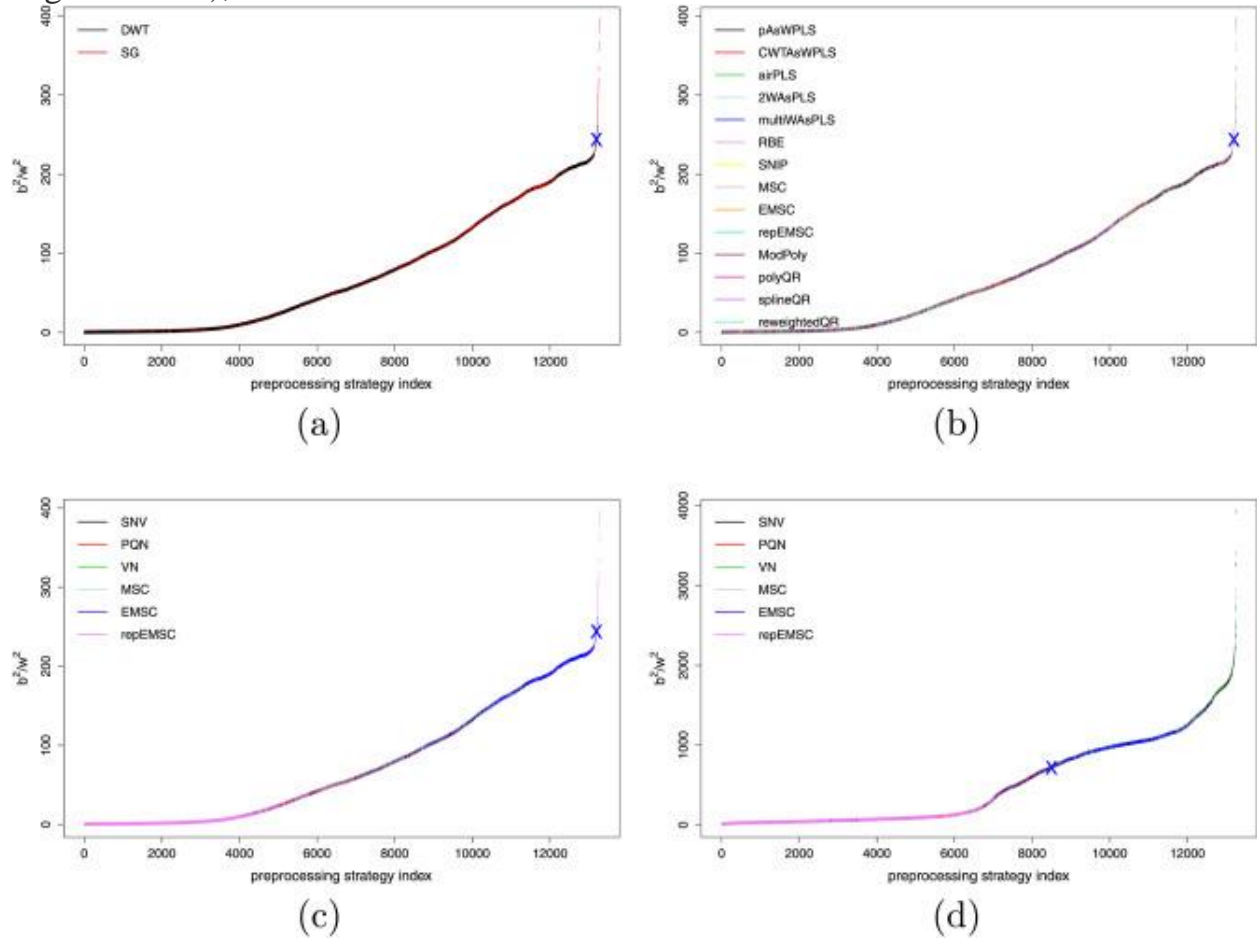 400
300
200
100
0
b²/w²
DWT
SG
0 2000 4000 6000 8000 10000 12000
preprocessing strategy index
(a)
400
300
200
100
0
b²/w²
pAsWPLS
CWTAsWPLS
airPLS
2WAsPLS
multiWAsPLS
RBE
SNIP
MSC
EMSC
repEMSC
ModPoly
polyQR
splineQR
reweightedQR
0 2000 4000 6000 8000 10000 12000
preprocessing strategy index
(b)
400
300
200
100
0
b²/w²
SNV
PQN
VN
MSC
EMSC
repEMSC
0 2000 4000 6000 8000 10000 12000
preprocessing strategy index
(c)
4000
3000
2000
1000
0
b²/w²
SNV
PQN
VN
MSC
EMSC
repEMSC
0 2000 4000 6000 8000 10000 12000
preprocessing strategy index
(d)